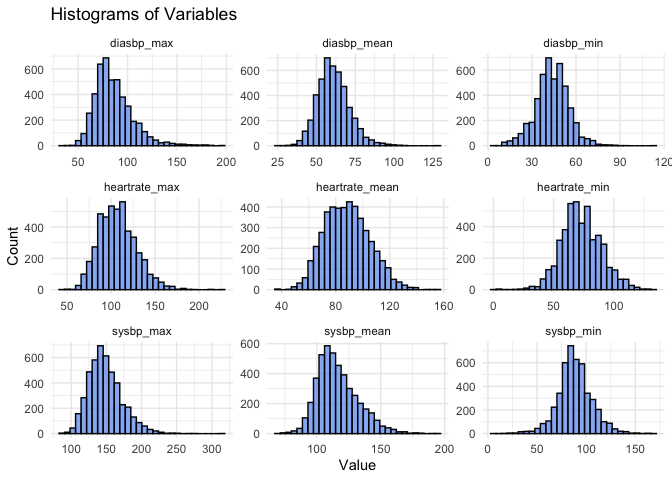 Histograms of Variables
diasbp_max diasbp_mean diasbp_min
600 600 600
400 400 400
200 200 200
0 0 0
50 100 150 200 25 50 75 100 125 0 30 60 90 120
heartrate_max heartrate_mean heartrate_min
400 400 600
200 300 400
0 200 200
100 0
0
50 100 150 200 40 80 120 160 0 50 100
sysbp_max sysbp_mean sysbp_min
600 600 600
400 400 400
200 200 200
0 0 0
100 150 200 250 300 100 150 200 0 50 100 150
Count
Value